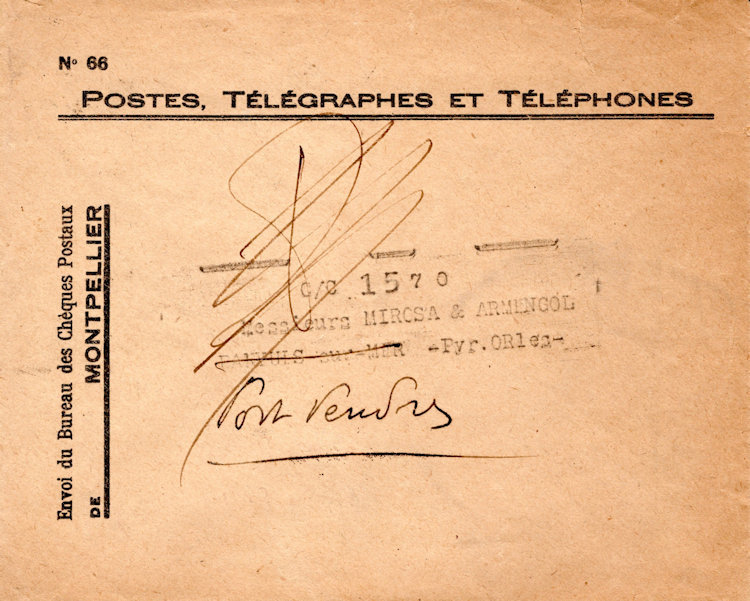 N° 66
POSTES, TÉLÉGRAPHES ET TÉLÉPHONES
Envoi du Bureau des Chèques Postaux
DE MONTPELLIER
C/C 1570
Messieurs MIROSA & ARMENGOL
BANYULS-sur-MER -Pyr.ORles-
Port Vendres